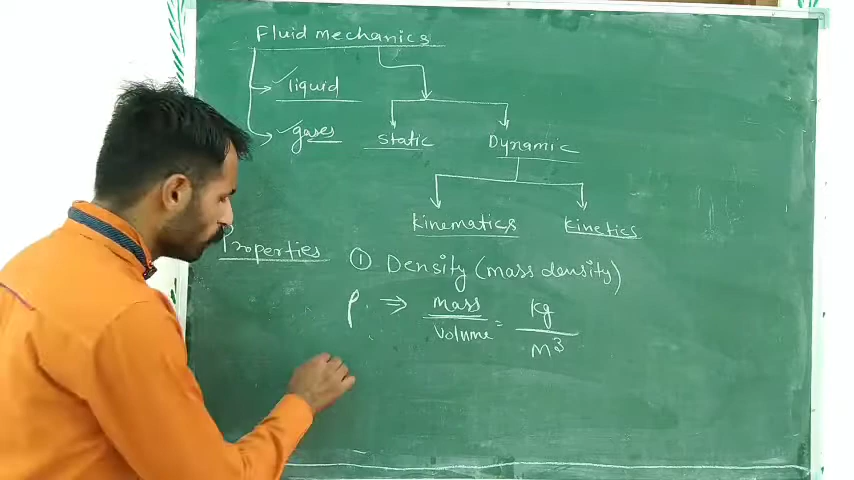 Fluid mechanics
✓ liquid
✓ gases
static
Dynamic
Kinematics
Kinetics
Properties
① Density (mass density)
ρ. ⇒ mass / Volume = Kg / M³